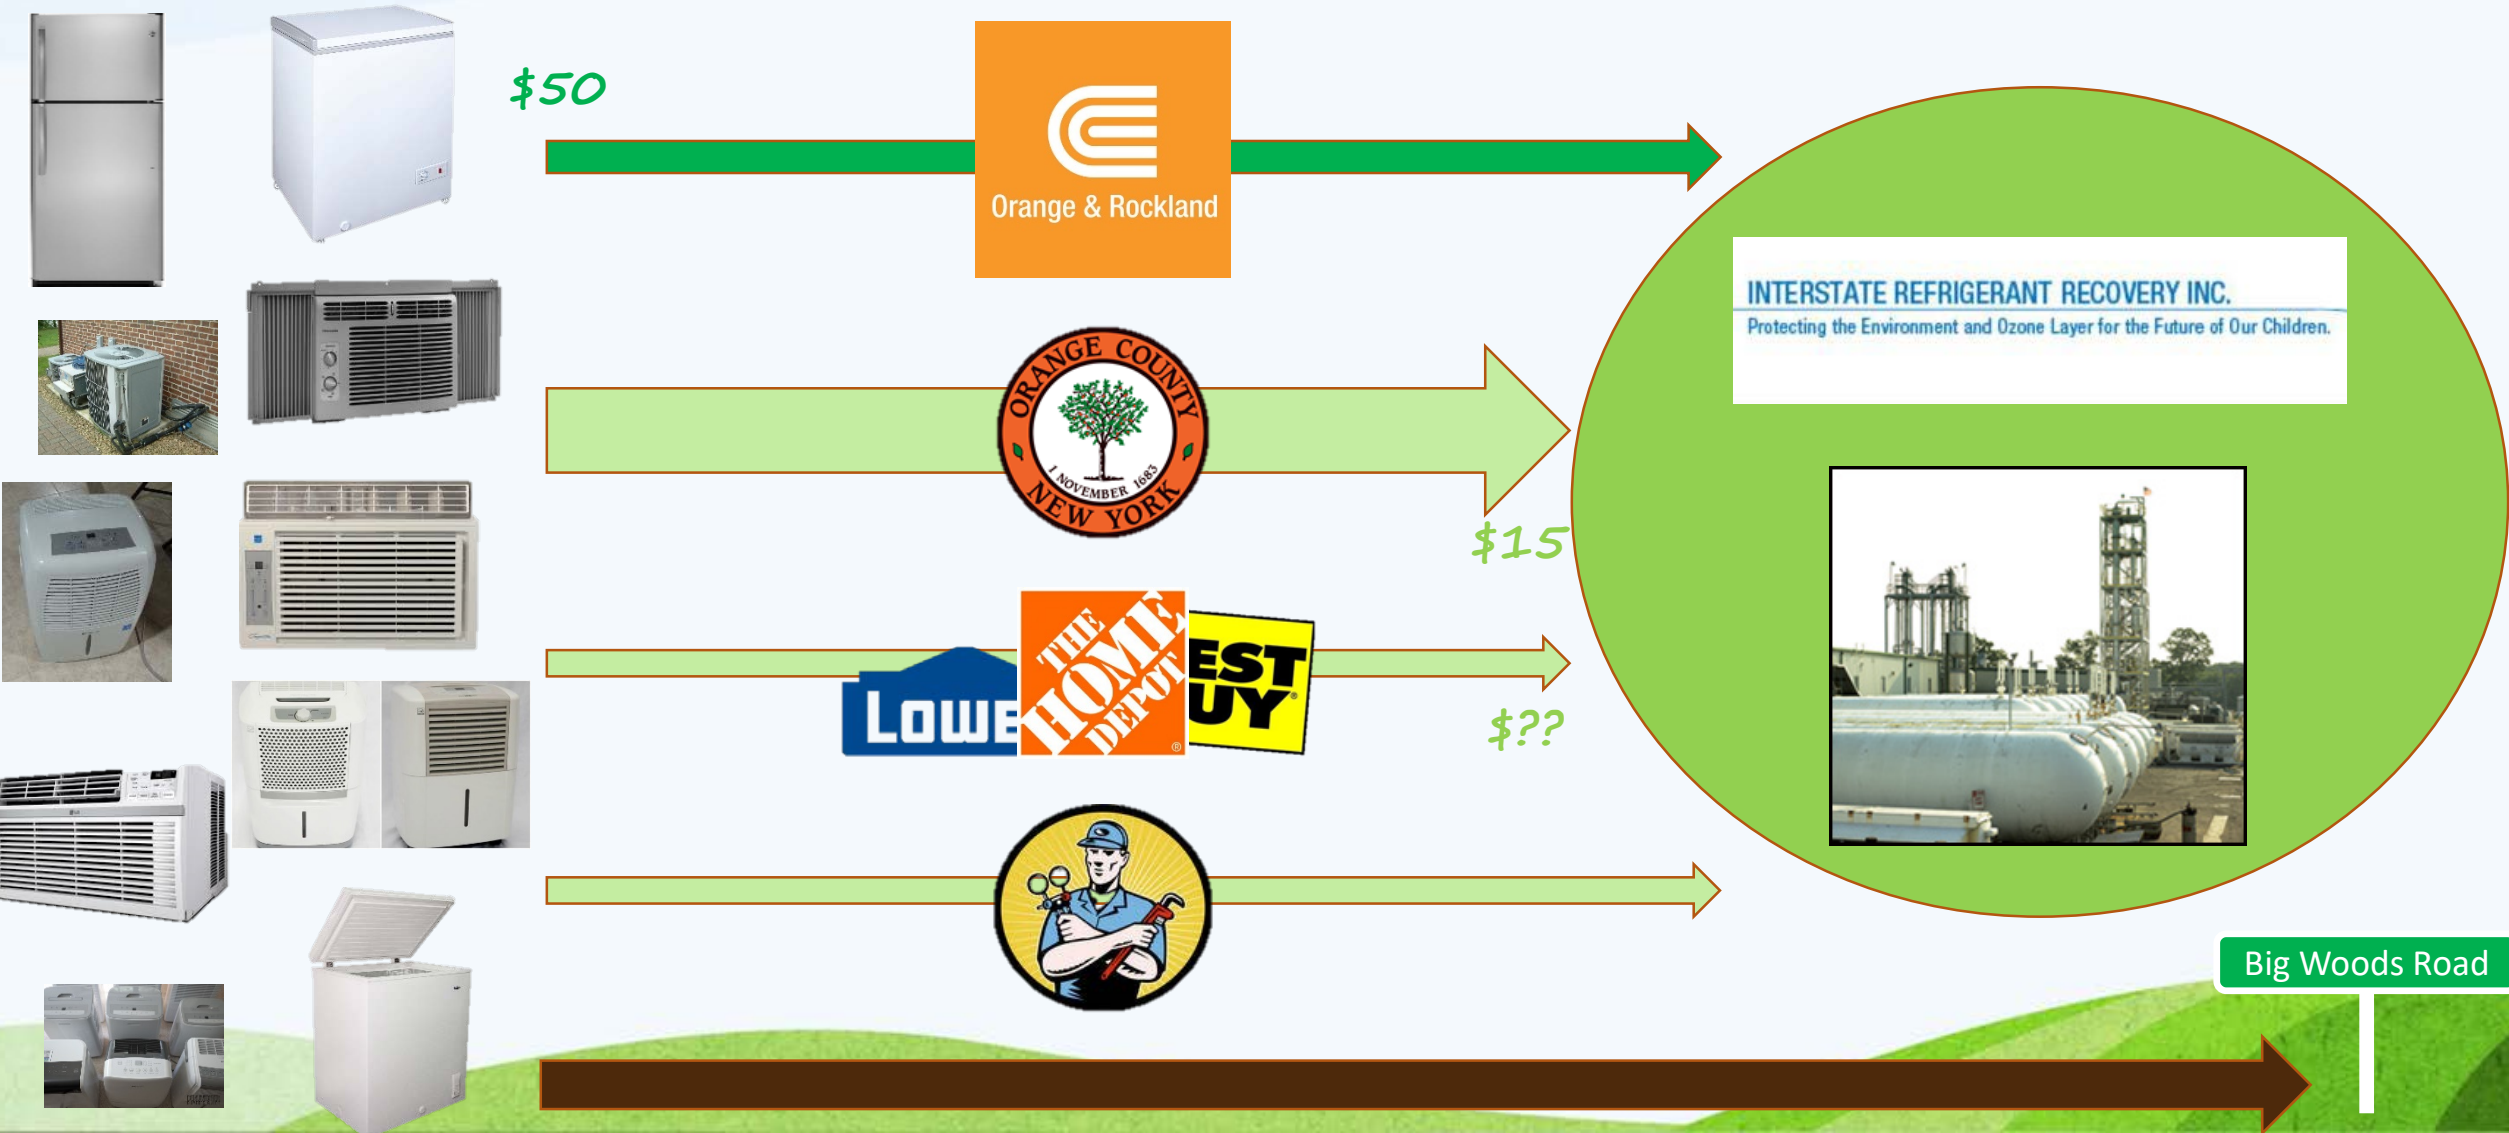 $50
Orange & Rockland
INTERSTATE REFRIGERANT RECOVERY INC.
Protecting the Environment and Ozone Layer for the Future of Our Children.
ORANGE COUNTY
1 NOVEMBER 1683
NEW YORK
$15
LOWE
THE
HOME
DEPOT
EST
UY
$??
Big Woods Road